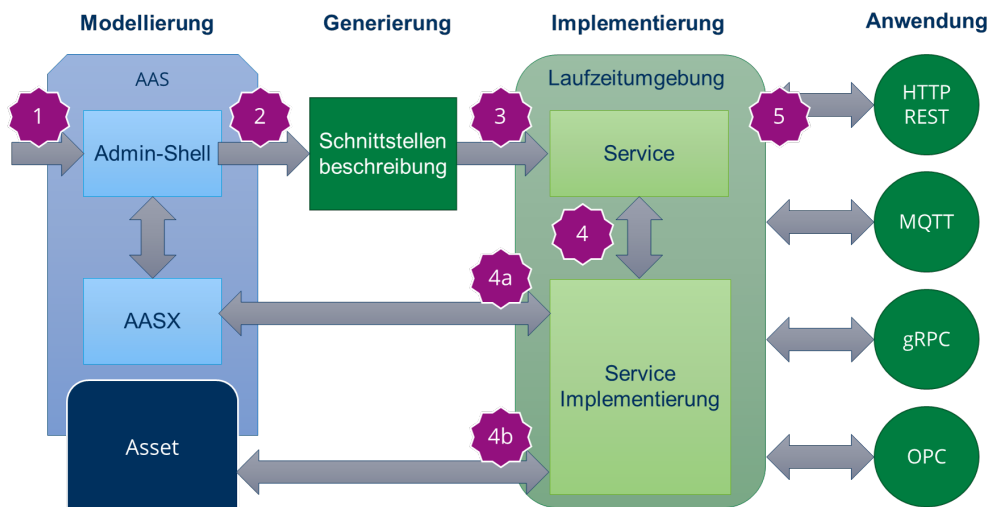 Modellierung
Generierung
Implementierung
Anwendung
AAS
Laufzeitumgebung
1
2
3
5
HTTP
REST
Admin-Shell
Schnittstellen
beschreibung
Service
MQTT
4
4a
AASX
gRPC
Service
Implementierung
4b
Asset
OPC